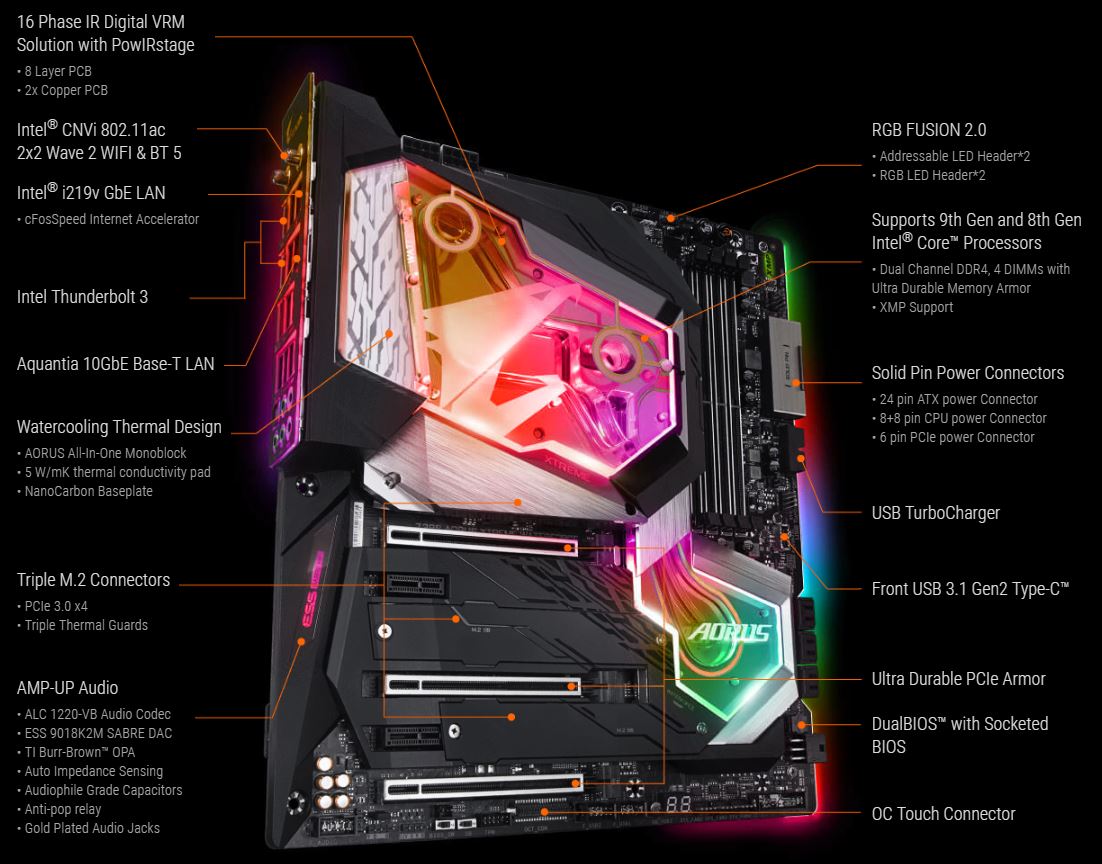 16 Phase IR Digital VRM
Solution with PowIRstage
• 8 Layer PCB
• 2x Copper PCB
Intel® CNVi 802.11ac
2x2 Wave 2 WIFI & BT 5
Intel® i219v GbE LAN
• cFosSpeed Internet Accelerator
Intel Thunderbolt 3
Aquantia 10GbE Base-T LAN
Watercooling Thermal Design
• AORUS All-In-One Monoblock
• 5 W/mK thermal conductivity pad
• NanoCarbon Baseplate
Triple M.2 Connectors
• PCIe 3.0 x4
• Triple Thermal Guards
AMP-UP Audio
• ALC 1220-VB Audio Codec
• ESS 9018K2M SABRE DAC
• TI Burr-Brown™ OPA
• Auto Impedance Sensing
• Audiophile Grade Capacitors
• Anti-pop relay
• Gold Plated Audio Jacks
RGB FUSION 2.0
• Addressable LED Header*2
• RGB LED Header*2
Supports 9th Gen and 8th Gen
Intel® Core™ Processors
• Dual Channel DDR4, 4 DIMMs with
Ultra Durable Memory Armor
• XMP Support
Solid Pin Power Connectors
• 24 pin ATX power Connector
• 8+8 pin CPU power Connector
• 6 pin PCIe power Connector
USB TurboCharger
Front USB 3.1 Gen2 Type-C™
Ultra Durable PCIe Armor
DualBIOS™ with Socketed
BIOS
OC Touch Connector
XTREME
SOLID PIN
XMP
AORUS
ESS
M.2
88